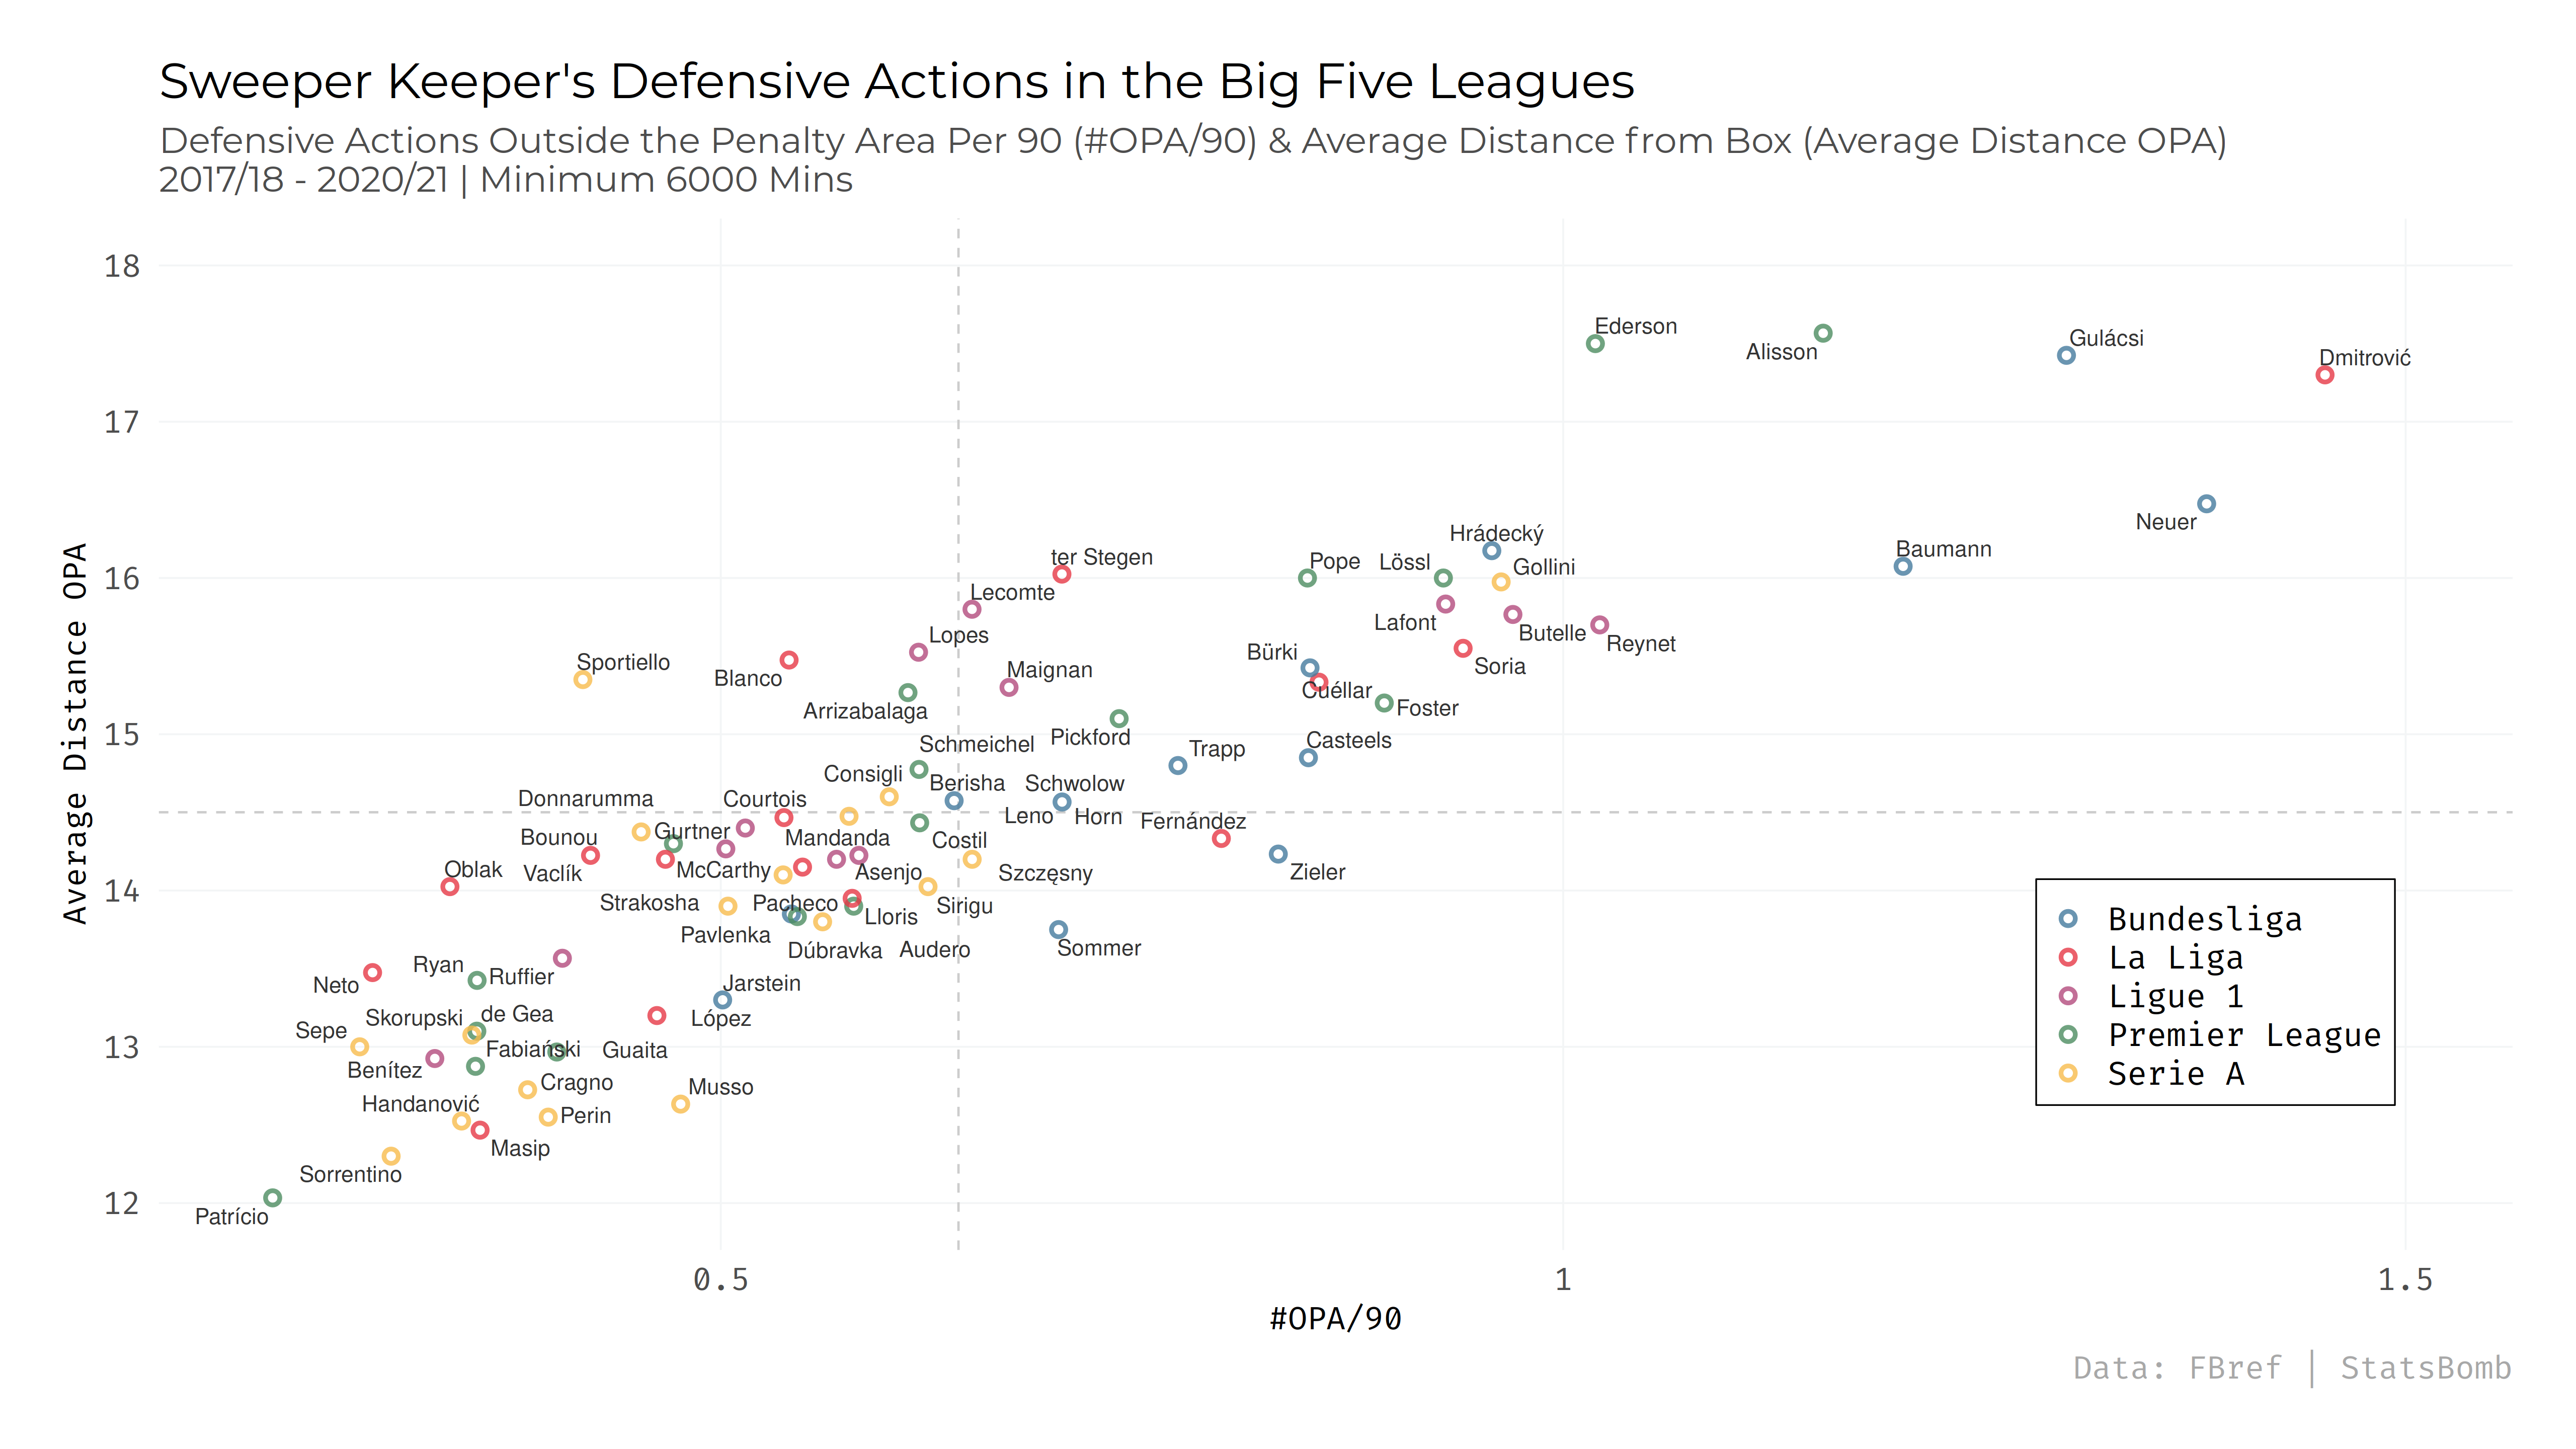 Sweeper Keeper's Defensive Actions in the Big Five Leagues
Defensive Actions Outside the Penalty Area Per 90 (#OPA/90) & Average Distance from Box (Average Distance OPA)
2017/18 - 2020/21 | Minimum 6000 Mins
Average Distance OPA
18
17
16
15
14
13
12
Ederson
Alisson
Gulácsi
Dmitrović
Neuer
Baumann
Hrádecký
Gollini
ter Stegen
Pope
Lössl
Lecomte
Lafont
Butelle
Reynet
Lopes
Bürki
Soria
Sportiello
Blanco
Maignan
Cuéllar
Arrizabalaga
Foster
Schmeichel
Pickford
Trapp
Casteels
Consigli
Berisha
Schwolow
Donnarumma
Courtois
Leno
Horn
Fernández
Bounou
Gurtner
Mandanda
Costil
Oblak
Vaclík
McCarthy
Asenjo
Szczęsny
Zieler
Strakosha
Pacheco
Lloris
Sirigu
Pavlenka
Dúbravka
Audero
Sommer
Neto
Ryan
Ruffier
Jarstein
Sepe
Skorupski
de Gea
López
Benítez
Fabiański
Guaita
Cragno
Musso
Handanović
Perin
Masip
Sorrentino
Patrício
Bundesliga
La Liga
Ligue 1
Premier League
Serie A
0.5
1
1.5
#OPA/90
Data: FBref | StatsBomb